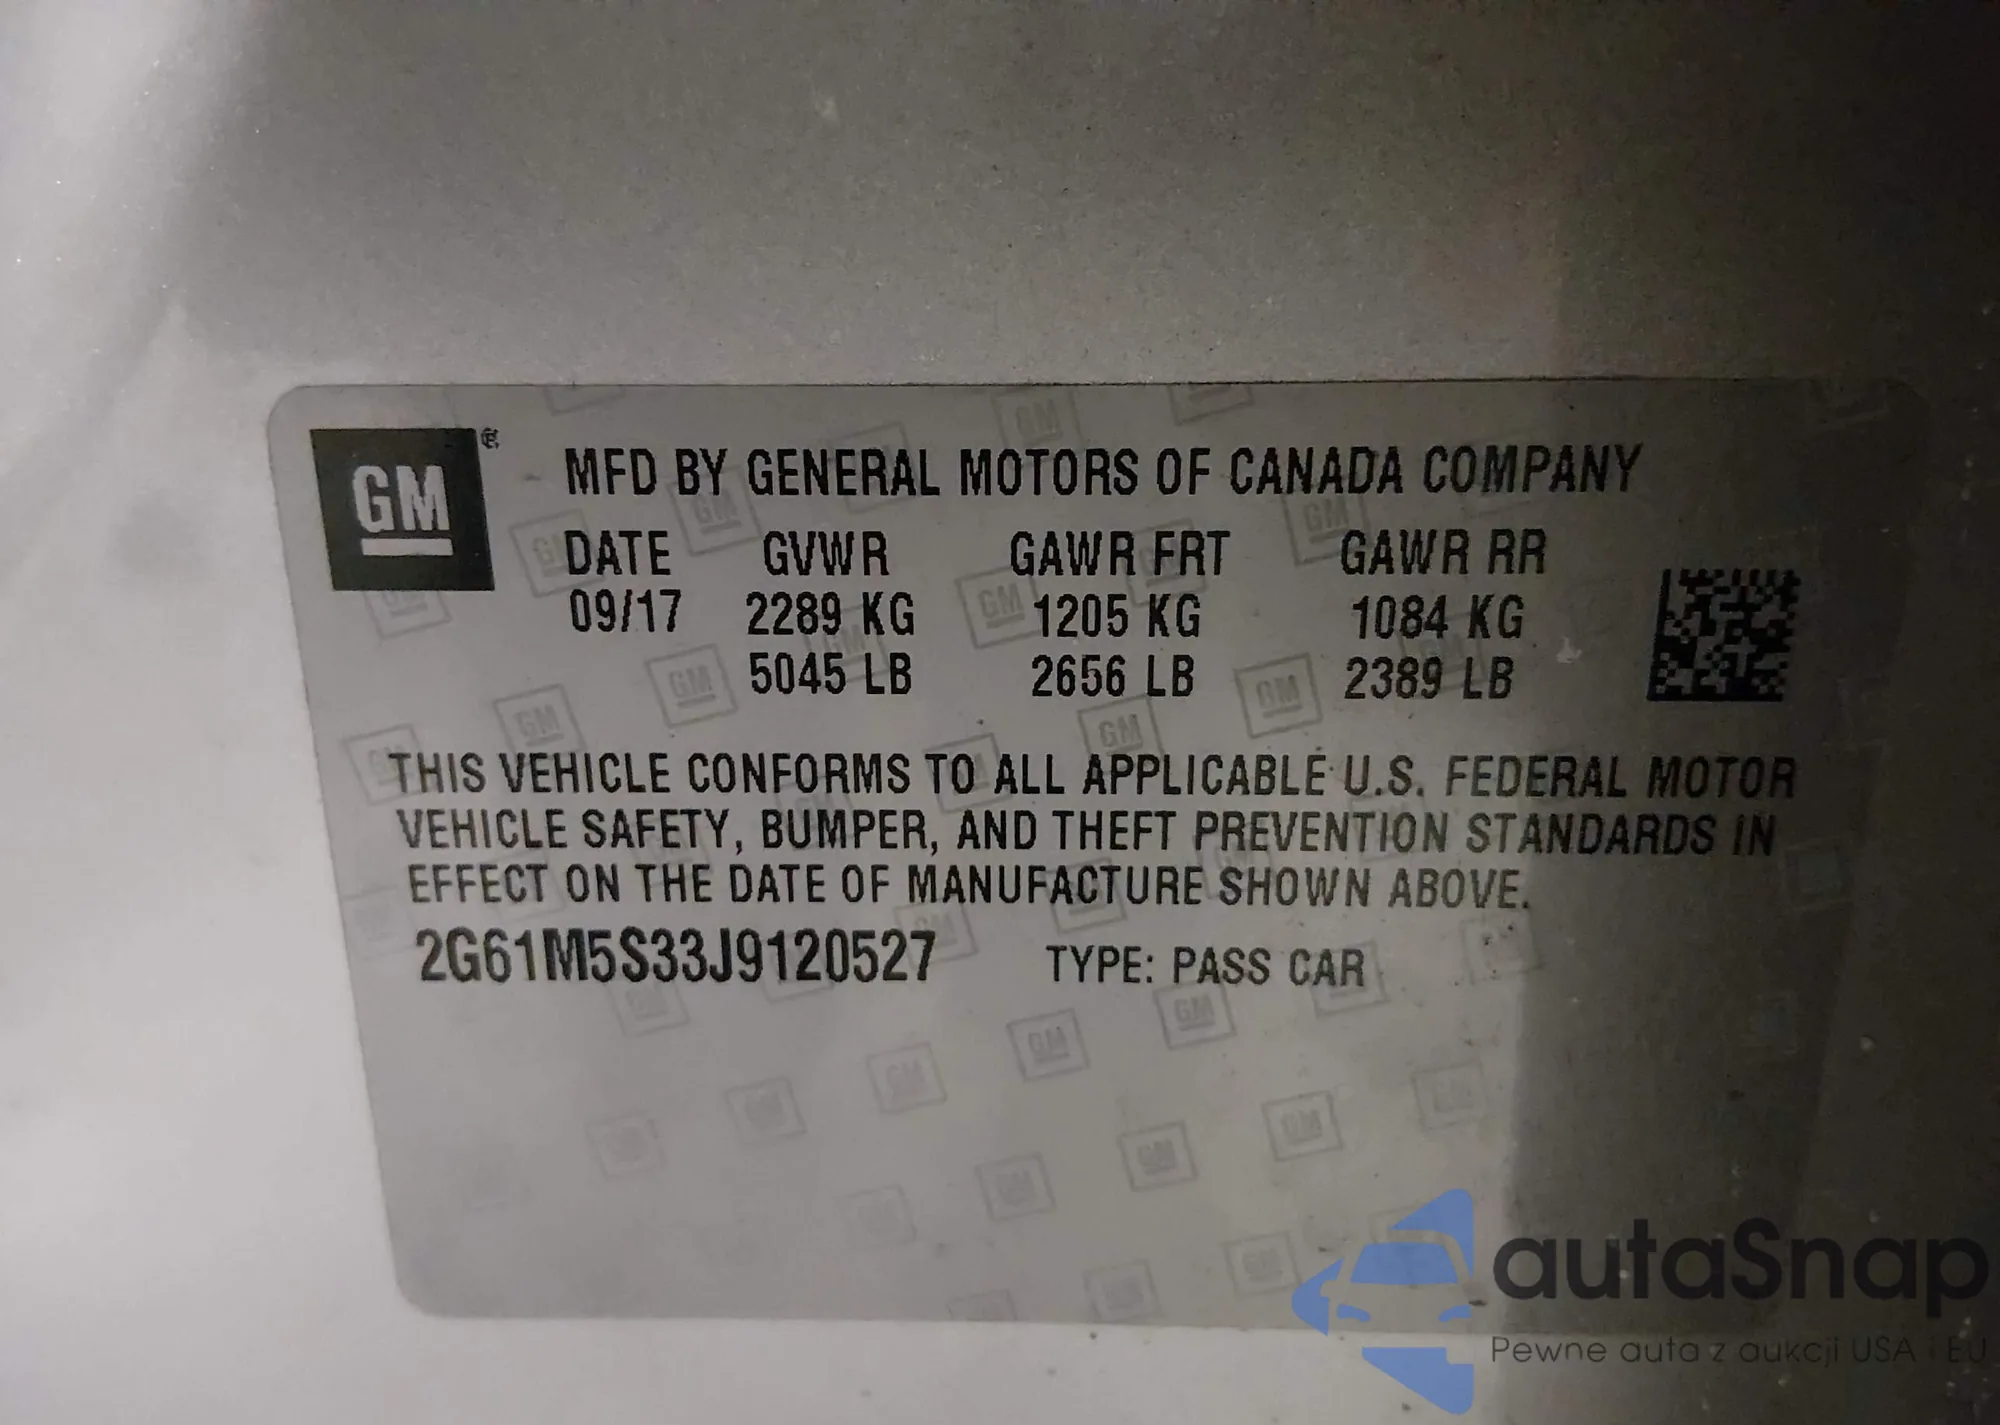 GM®
MFD BY GENERAL MOTORS OF CANADA COMPANY
DATE GVWR GAWR FRT GAWR RR
09/17 2289 KG 1205 KG 1084 KG
5045 LB 2656 LB 2389 LB
THIS VEHICLE CONFORMS TO ALL APPLICABLE U.S. FEDERAL MOTOR
VEHICLE SAFETY, BUMPER, AND THEFT PREVENTION STANDARDS IN
EFFECT ON THE DATE OF MANUFACTURE SHOWN ABOVE.
2G61M5S33J9120527 TYPE: PASS CAR
autaSnap
Pewne auta z aukcji USA i EU